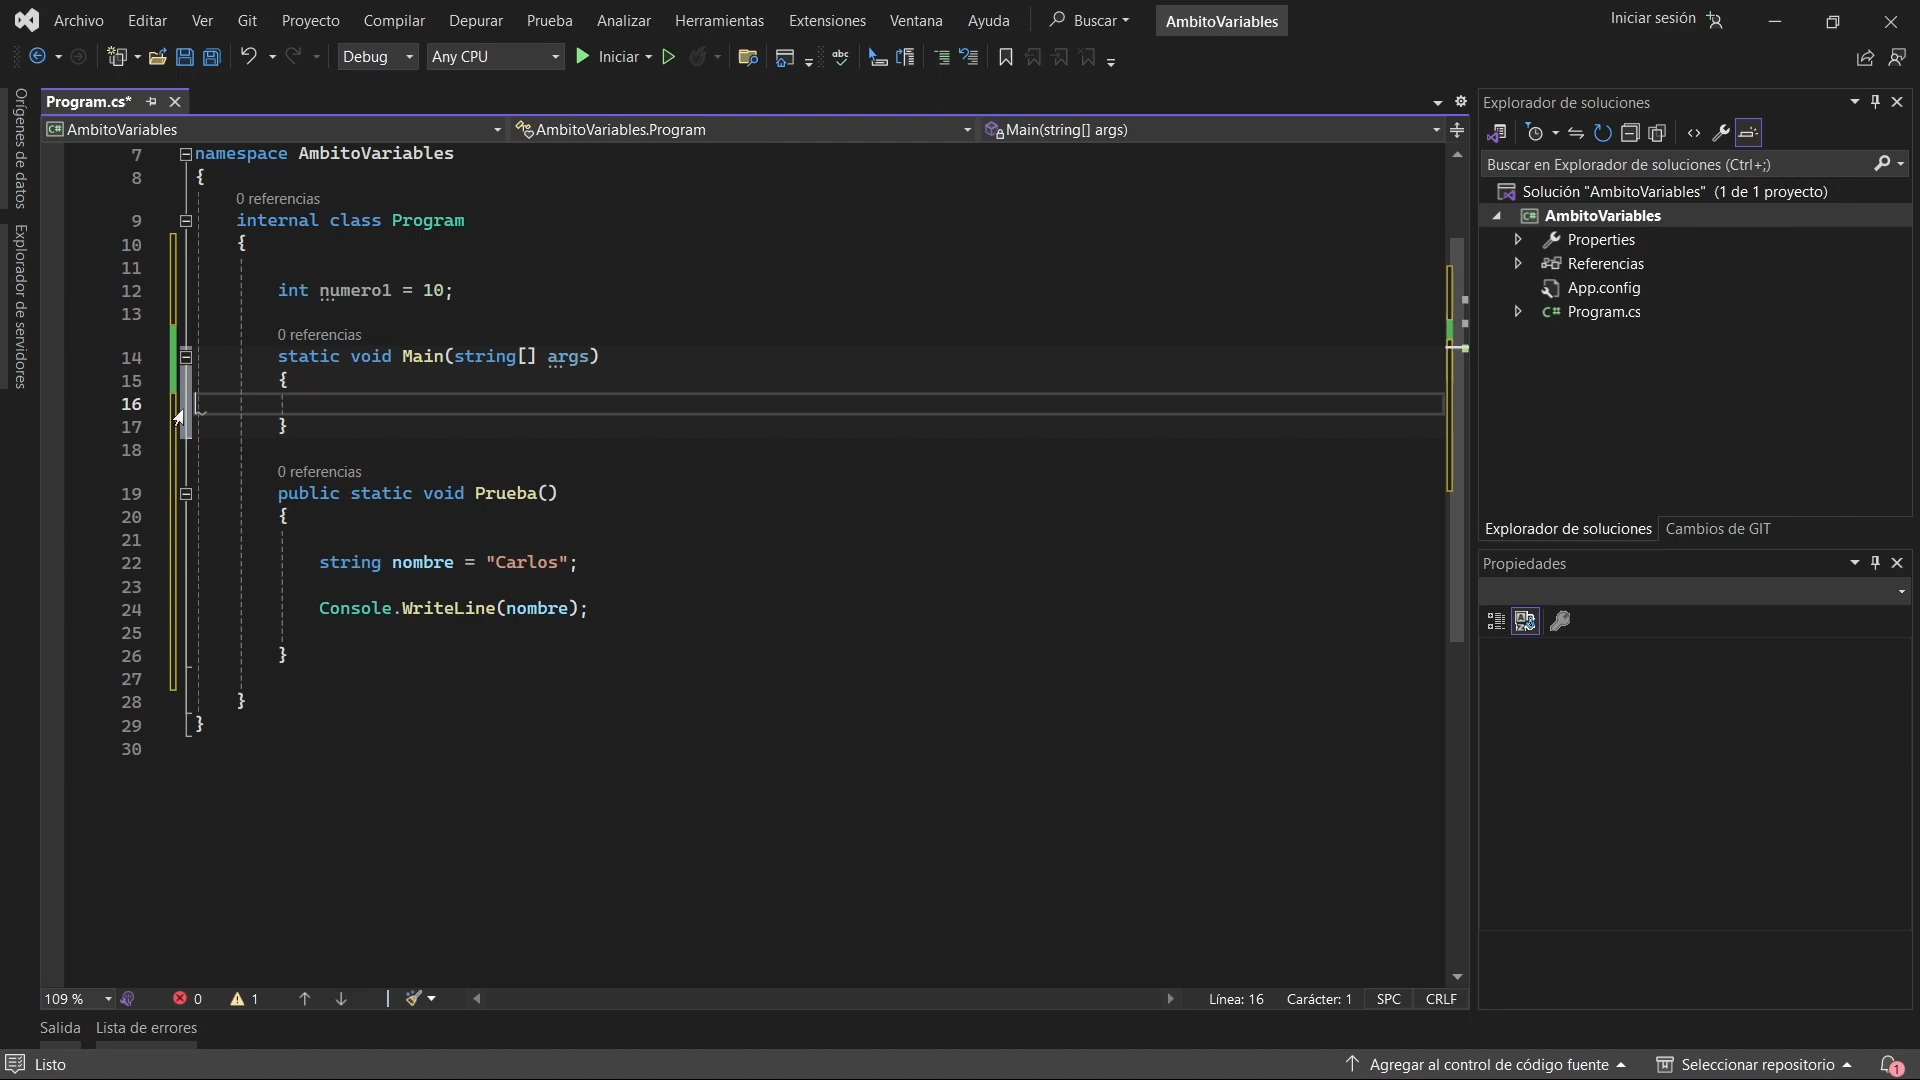 Archivo Editar Ver Git Proyecto Compilar Depurar Prueba Analizar Herramientas Extensiones Ventana Ayuda Buscar AmbitoVariables Iniciar sesión
Debug Any CPU Iniciar abc
Orígenes de datos
Explorador de servidores
Program.cs*
C# AmbitoVariables AmbitoVariables.Program Main(string[] args)
7 namespace AmbitoVariables
8 {
0 referencias
9 internal class Program
10 {
11
12 int numero1 = 10;
13
0 referencias
14 static void Main(string[] args)
15 {
16
17 }
18
0 referencias
19 public static void Prueba()
20 {
21
22 string nombre = "Carlos";
23
24 Console.WriteLine(nombre);
25
26 }
27
28 }
29 }
30
109 % 0 1 Línea: 16 Carácter: 1 SPC CRLF
Salida Lista de errores
Explorador de soluciones
Buscar en Explorador de soluciones (Ctrl+;)
Solución "AmbitoVariables" (1 de 1 proyecto)
C# AmbitoVariables
Properties
Referencias
App.config
C# Program.cs
Explorador de soluciones Cambios de GIT
Propiedades
Listo Agregar al control de código fuente Seleccionar repositorio 1